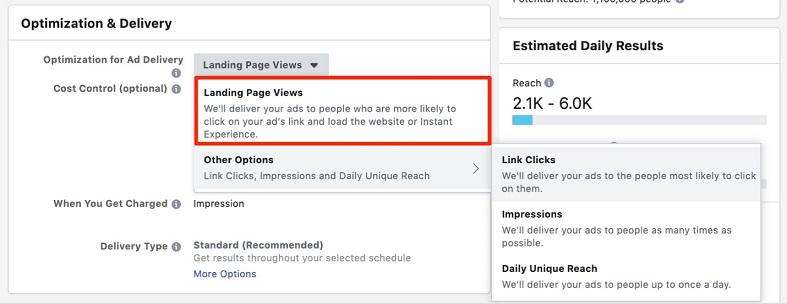 Potential Reach: 1,100,000 people
Optimization & Delivery
Optimization for Ad Delivery
Landing Page Views
Cost Control (optional)
Landing Page Views
We'll deliver your ads to people who are more likely to
click on your ad's link and load the website or Instant
Experience.
Other Options
Link Clicks, Impressions and Daily Unique Reach
When You Get Charged
Impression
Delivery Type
Standard (Recommended)
Get results throughout your selected schedule
More Options
Estimated Daily Results
Reach
2.1K - 6.0K
Link Clicks
We'll deliver your ads to the people most likely to click
on them.
Impressions
We'll deliver your ads to people as many times as
possible.
Daily Unique Reach
We'll deliver your ads to people up to once a day.